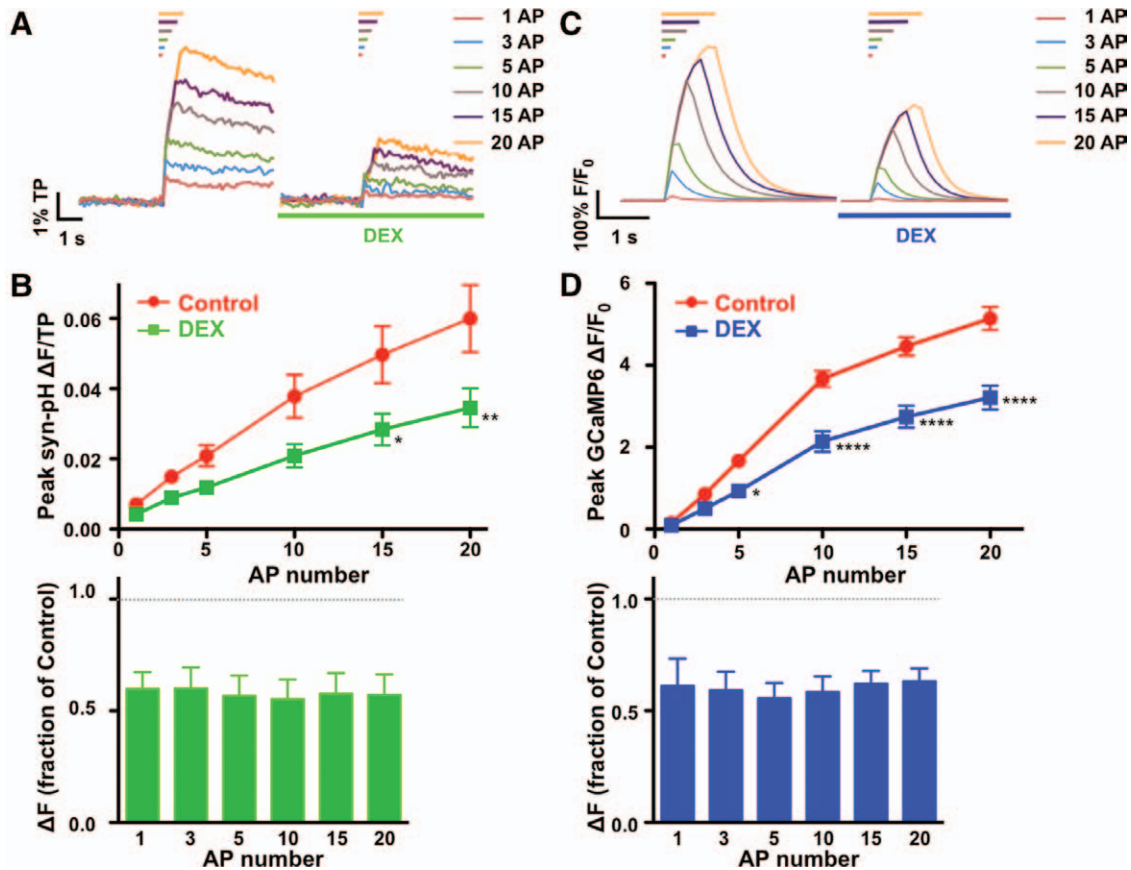 A
1 AP
3 AP
5 AP
10 AP
15 AP
20 AP
1% TP
1 s
DEX
C
1 AP
3 AP
5 AP
10 AP
15 AP
20 AP
100% F/F0
1 s
DEX
B
Control
DEX
Peak syn-pH ΔF/TP
0.06
0.04
0.02
0.00
*
**
0 5 10 15 20
AP number
ΔF (fraction of Control)
1.0
0.5
0.0
1 3 5 10 15 20
AP number
D
Control
DEX
Peak GCaMP6 ΔF/F0
6
4
2
0
*
****
****
****
0 5 10 15 20
AP number
ΔF (fraction of Control)
1.0
0.5
0.0
1 3 5 10 15 20
AP number